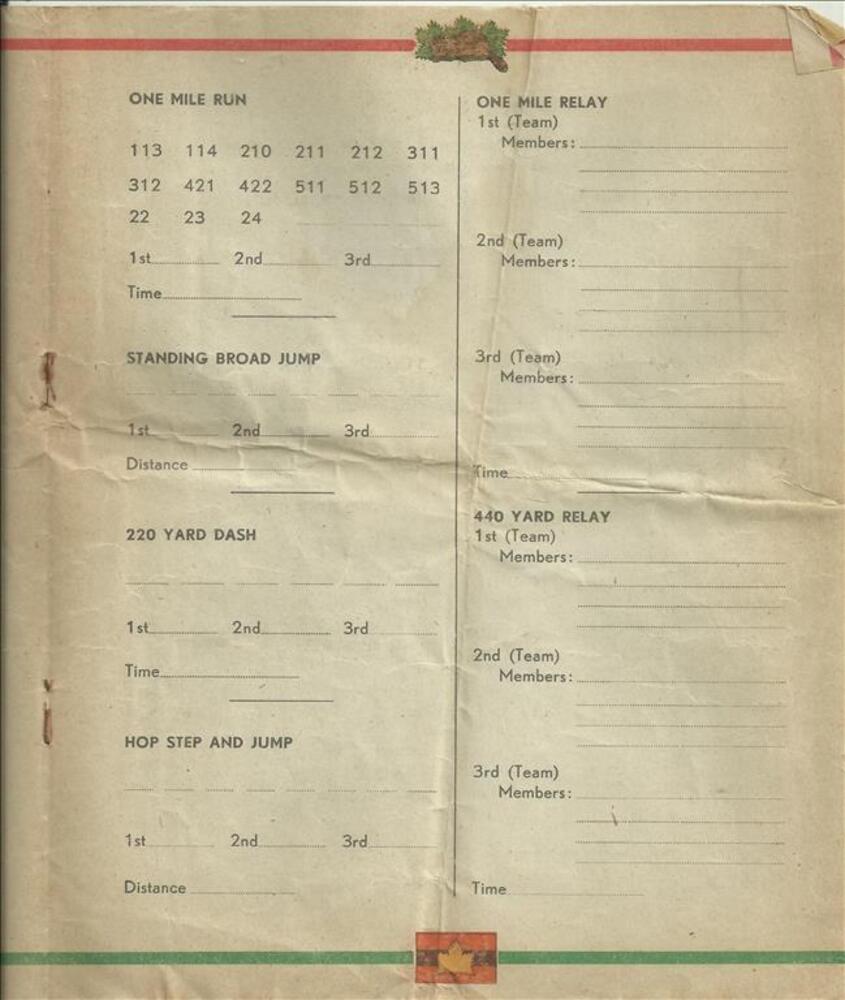 ONE MILE RUN
113 114 210 211 212 311
312 421 422 511 512 513
22 23 24
1st 2nd 3rd
Time
STANDING BROAD JUMP
1st 2nd 3rd
Distance
220 YARD DASH
1st 2nd 3rd
Time
HOP STEP AND JUMP
1st 2nd 3rd
Distance
ONE MILE RELAY
1st (Team)
Members:
2nd (Team)
Members:
3rd (Team)
Members:
Time
440 YARD RELAY
1st (Team)
Members:
2nd (Team)
Members:
3rd (Team)
Members:
Time